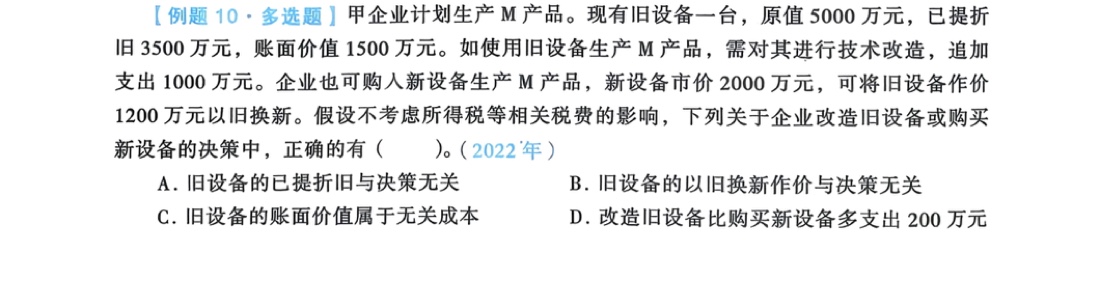 【例题 10·多选题】甲企业计划生产 M 产品。现有旧设备一台，原值 5000 万元，已提折
旧 3500 万元，账面价值 1500 万元。如使用旧设备生产 M 产品，需对其进行技术改造，追加
支出 1000 万元。企业也可购入新设备生产 M 产品，新设备市价 2000 万元，可将旧设备作价
1200 万元以旧换新。假设不考虑所得税等相关税费的影响，下列关于企业改造旧设备或购买
新设备的决策中，正确的有（　　）。（2022 年）
A. 旧设备的已提折旧与决策无关　　B. 旧设备的以旧换新作价与决策无关
C. 旧设备的账面价值属于无关成本　　D. 改造旧设备比购买新设备多支出 200 万元